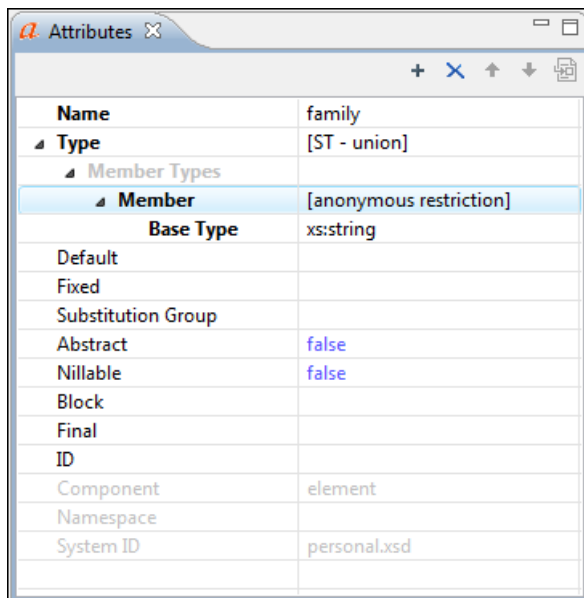 Attributes
Name family
Type [ST - union]
Member Types
Member [anonymous restriction]
Base Type xs:string
Default
Fixed
Substitution Group
Abstract false
Nillable false
Block
Final
ID
Component element
Namespace
System ID personal.xsd